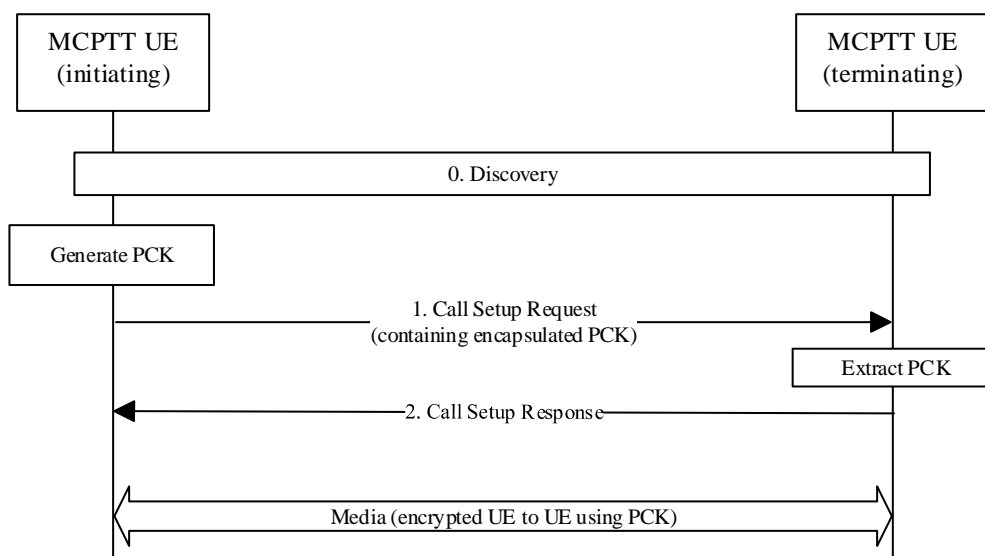 MCPTT UE
(initiating)
MCPTT UE
(terminating)
0. Discovery
Generate PCK
1. Call Setup Request
(containing encapsulated PCK)
Extract PCK
2. Call Setup Response
Media (encrypted UE to UE using PCK)